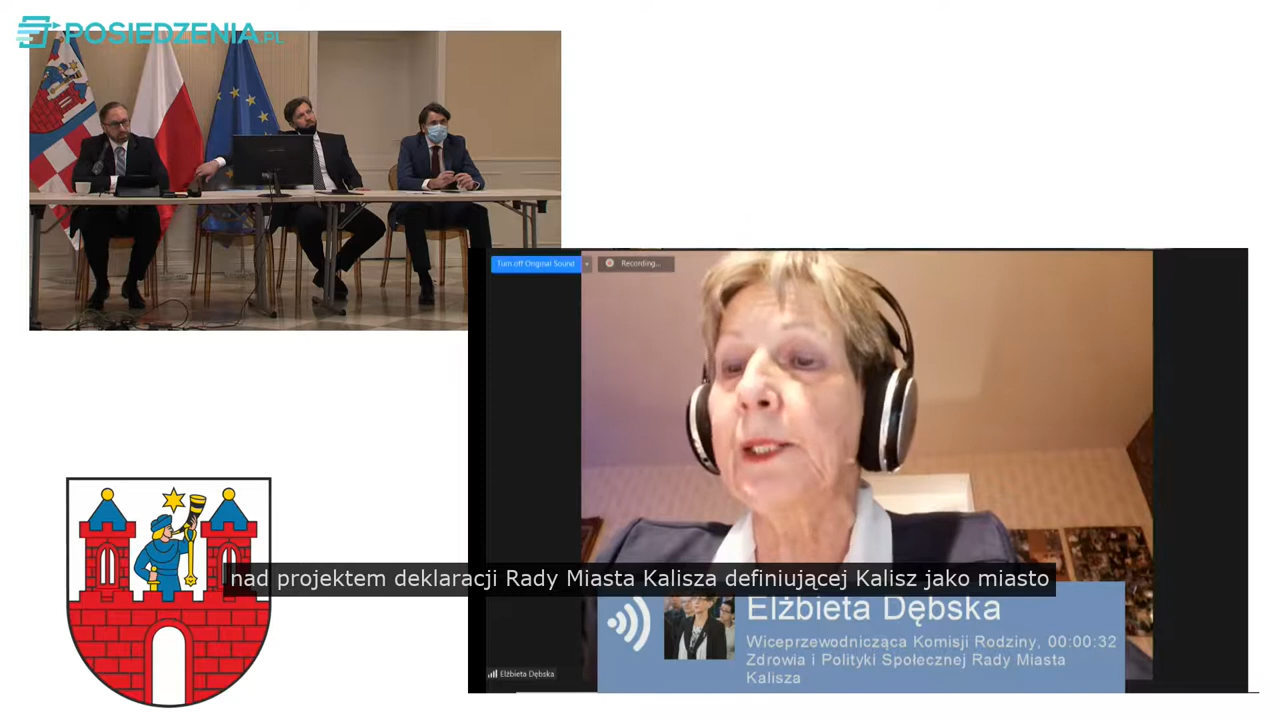 POSIEDZENIA.PL
Turn off Original Sound
Recording...
nad projektem deklaracji Rady Miasta Kalisza definiującej Kalisz jako miasto
Elżbieta Dębska
Wiceprzewodnicząca Komisji Rodziny, 00:00:32
Zdrowia i Polityki Społecznej Rady Miasta
Kalisza
Elżbieta Dębska